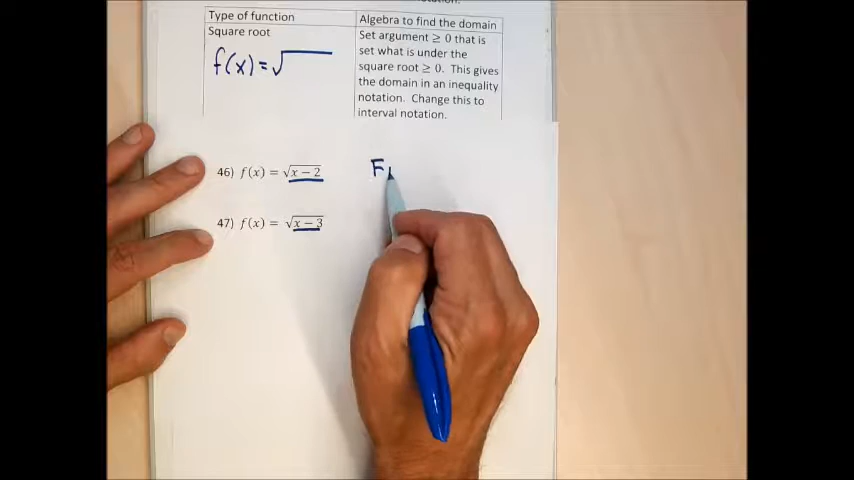 notation.
Type of function
Algebra to find the domain
Square root
f(x) = √
Set argument ≥ 0 that is
set what is under the
square root ≥ 0. This gives
the domain in an inequality
notation. Change this to
interval notation.
46) f(x) = √x − 2
F
47) f(x) = √x − 3